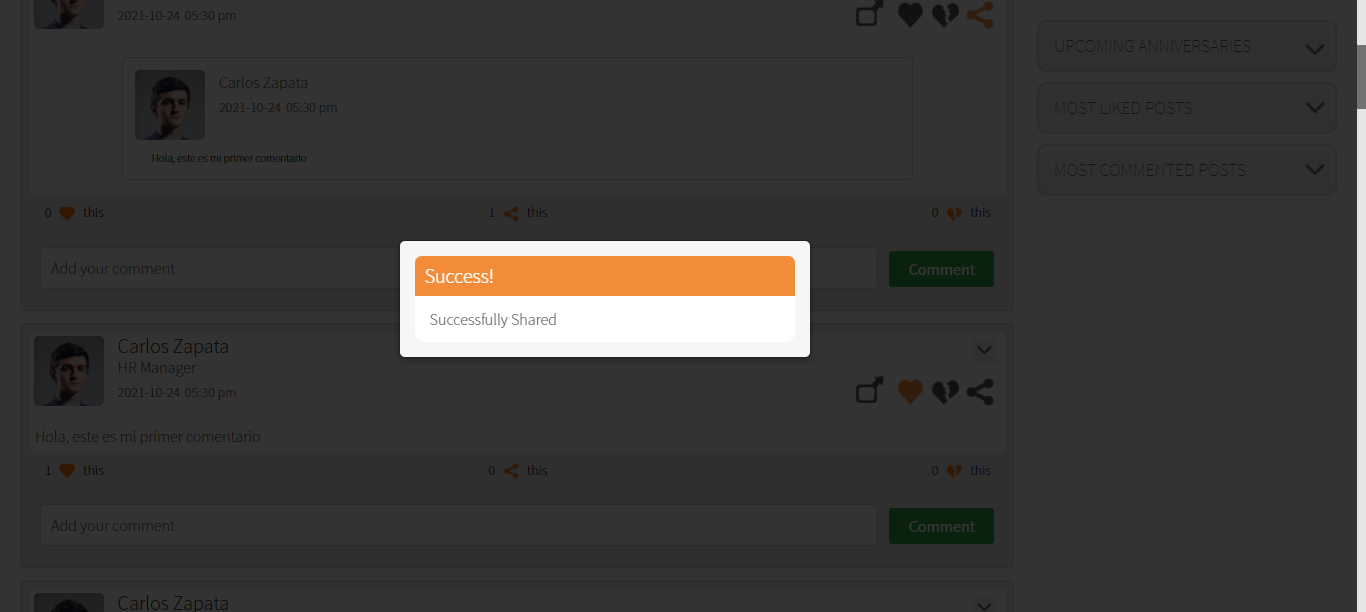 2021-10-24 05:30 pm
Carlos Zapata
2021-10-24 05:30 pm
Hola, este es mi primer comentario
0 this
1 this
0 this
Add your comment
Comment
Success!
Successfully Shared
Carlos Zapata
HR Manager
2021-10-24 05:30 pm
Hola, este es mi primer comentario
1 this
0 this
0 this
Add your comment
Comment
Carlos Zapata
UPCOMING ANNIVERSARIES
MOST LIKED POSTS
MOST COMMENTED POSTS